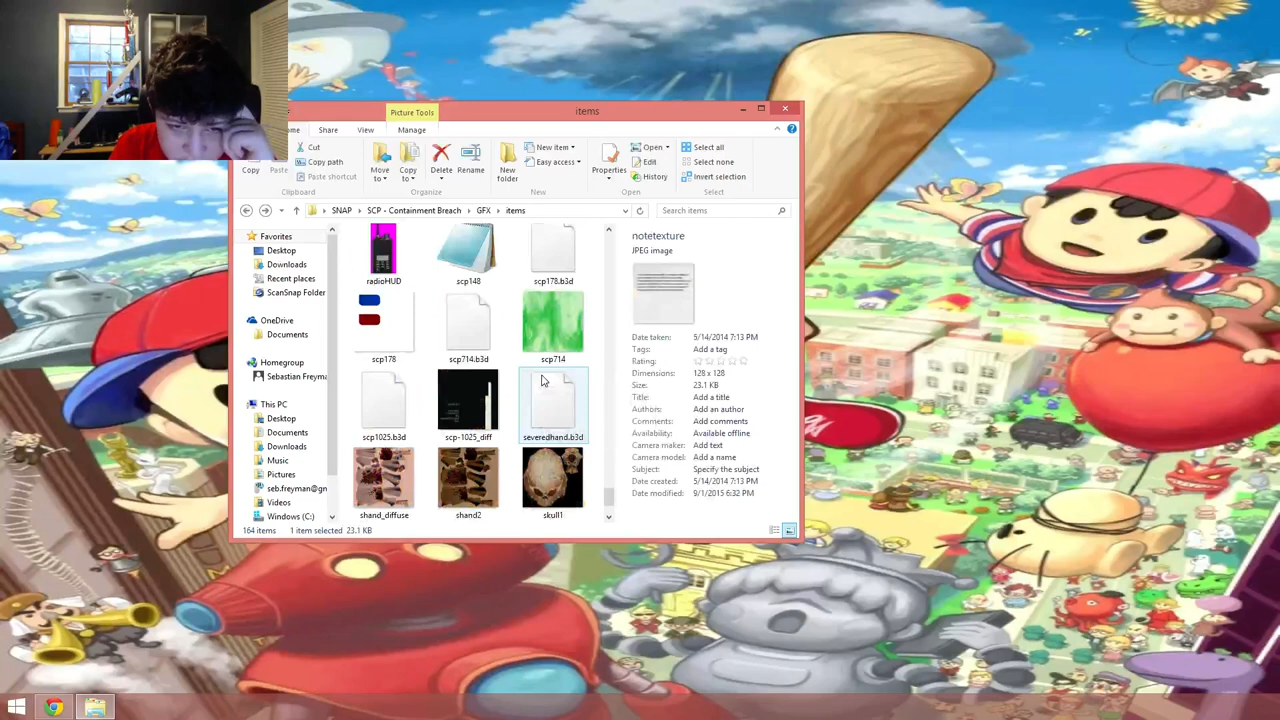 Picture Tools
items
ome
Share
View
Manage
Copy
Paste
Cut
Copy path
Paste shortcut
Clipboard
Move to
Copy to
Delete
Rename
Organize
New folder
New item
Easy access
New
Properties
Open
Edit
History
Open
Select all
Select none
Invert selection
Select
SNAP
SCP - Containment Breach
GFX
items
Search items
Favorites
Desktop
Downloads
Recent places
ScanSnap Folder
OneDrive
Documents
Homegroup
Sebastian Freyma
This PC
Desktop
Documents
Downloads
Music
Pictures
seb.freyman@gn
Videos
Windows (C:)
radioHUD
scp148
scp178.b3d
scp178
scp714.b3d
scp714
scp1025.b3d
scp-1025_diff
severedhand.b3d
shand_diffuse
shand2
skull1
notetexture
JPEG image
Date taken: 5/14/2014 7:13 PM
Tags: Add a tag
Rating:
Dimensions: 128 x 128
Size: 23.1 KB
Title: Add a title
Authors: Add an author
Comments: Add comments
Availability: Available offline
Camera maker: Add text
Camera model: Add a name
Subject: Specify the subject
Date created: 5/14/2014 7:13 PM
Date modified: 9/1/2015 6:32 PM
164 items
1 item selected 23.1 KB